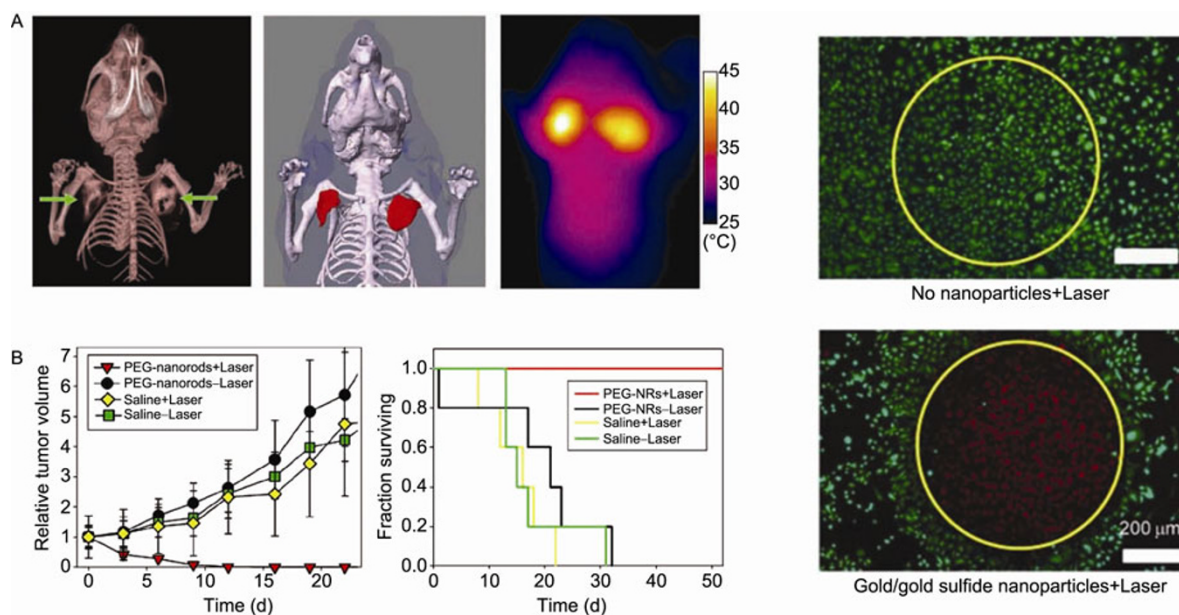 A
45
40
35
30
25
(°C)
No nanoparticles+Laser
B
Relative tumor volume
7
6
5
4
3
2
1
0
PEG-nanorods+Laser
PEG-nanorods−Laser
Saline+Laser
Saline−Laser
0
5
10
15
20
Time (d)
Fraction surviving
1.0
0.8
0.6
0.4
0.2
0
PEG-NRs+Laser
PEG-NRs−Laser
Saline+Laser
Saline−Laser
0
10
20
30
40
50
Time (d)
200 µm
Gold/gold sulfide nanoparticles+Laser